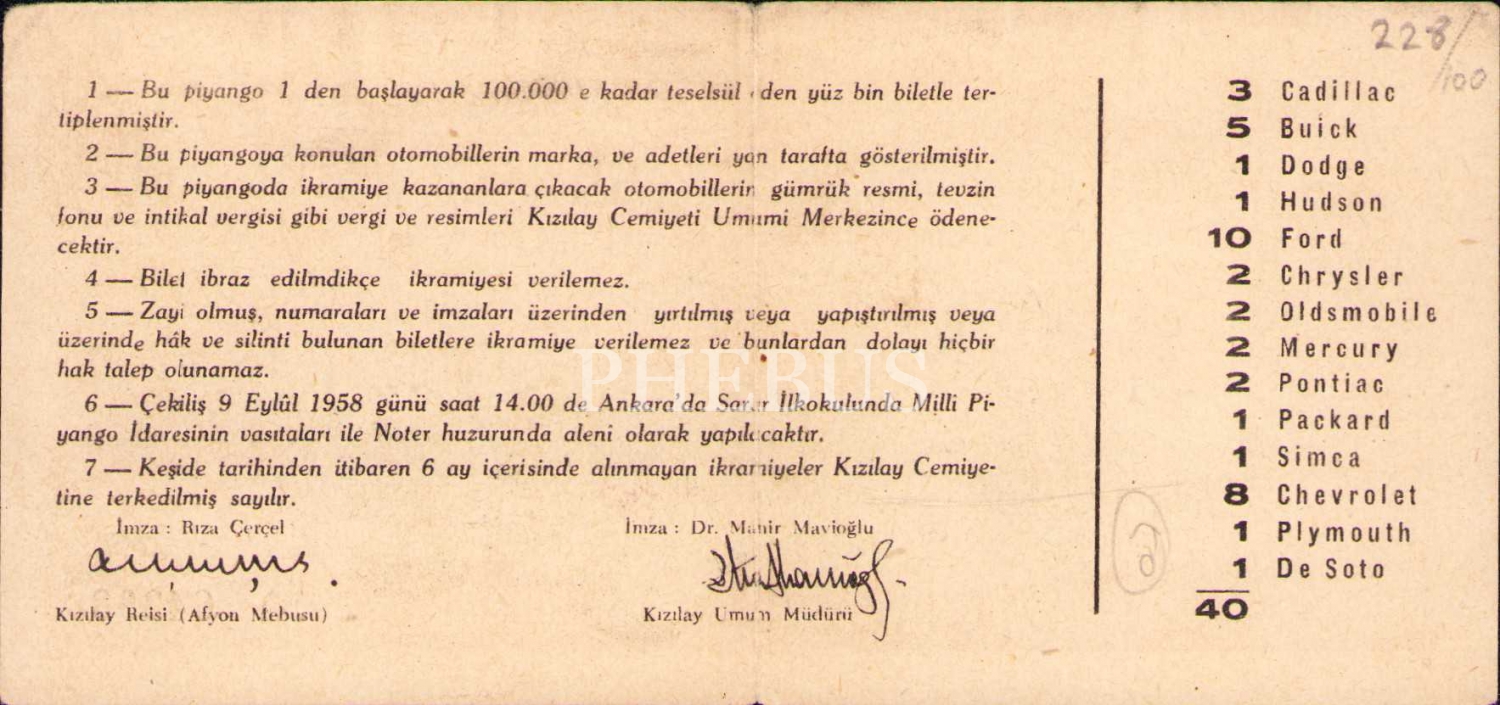 1 — Bu piyango 1 den başlayarak 100.000 e kadar teselsül den yüz bin biletle ter-
tiplenmiştir.
2 — Bu piyangoya konulan otomobillerin marka, ve adetleri yan tarafta gösterilmiştir.
3 — Bu piyangoda ikramiye kazananlara çıkacak otomobillerin gümrük resmi, tevzin
fonu ve intikal vergisi gibi vergi ve resimleri Kızılay Cemiyeti Umumi Merkezince ödene-
cektir.
4 — Bilet ibraz edilmdikçe ikramiyesi verilemez.
5 — Zayi olmuş, numaraları ve imzaları üzerinden yırtılmış veya yapıştırılmış veya
üzerinde hâk ve silinti bulunan biletlere ikramiye verilemez ve bunlardan dolayı hiçbir
hak talep olunamaz.
6 — Çekiliş 9 Eylûl 1958 günü saat 14.00 de Ankara'da Sarar İlkokulunda Milli Pi-
yango İdaresinin vasıtaları ile Noter huzurunda aleni olarak yapılacaktır.
7 — Keşide tarihinden itibaren 6 ay içerisinde alınmayan ikramiyeler Kızılay Cemiye-
tine terkedilmiş sayılır.
İmza : Rıza Çerçel
Kızılay Reisi (Afyon Mebusu)
İmza : Dr. Mahir Mavioğlu
Kızılay Umum Müdürü
228/100
3 Cadillac
5 Buick
1 Dodge
1 Hudson
10 Ford
2 Chrysler
2 Oldsmobile
2 Mercury
2 Pontiac
1 Packard
1 Simca
8 Chevrolet
1 Plymouth
1 De Soto
40
PHEBUS